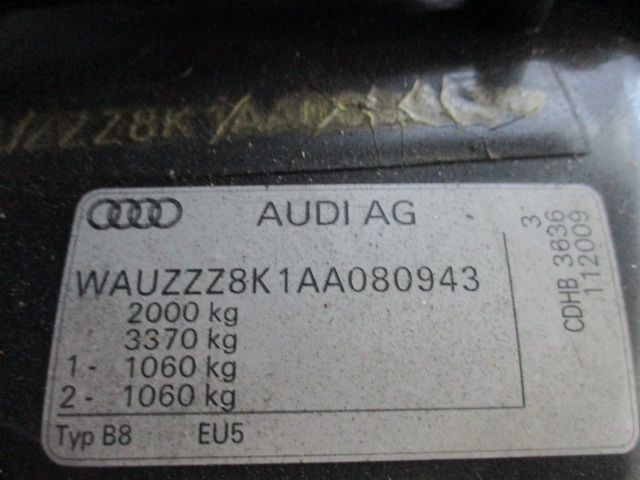 UZZZ8K1AA
AUDI AG
WAUZZZ8K1AA080943
2000 kg
3370 kg
1 - 1060 kg
2 - 1060 kg
Typ B8 EU5
3
CDHB 3636
112009